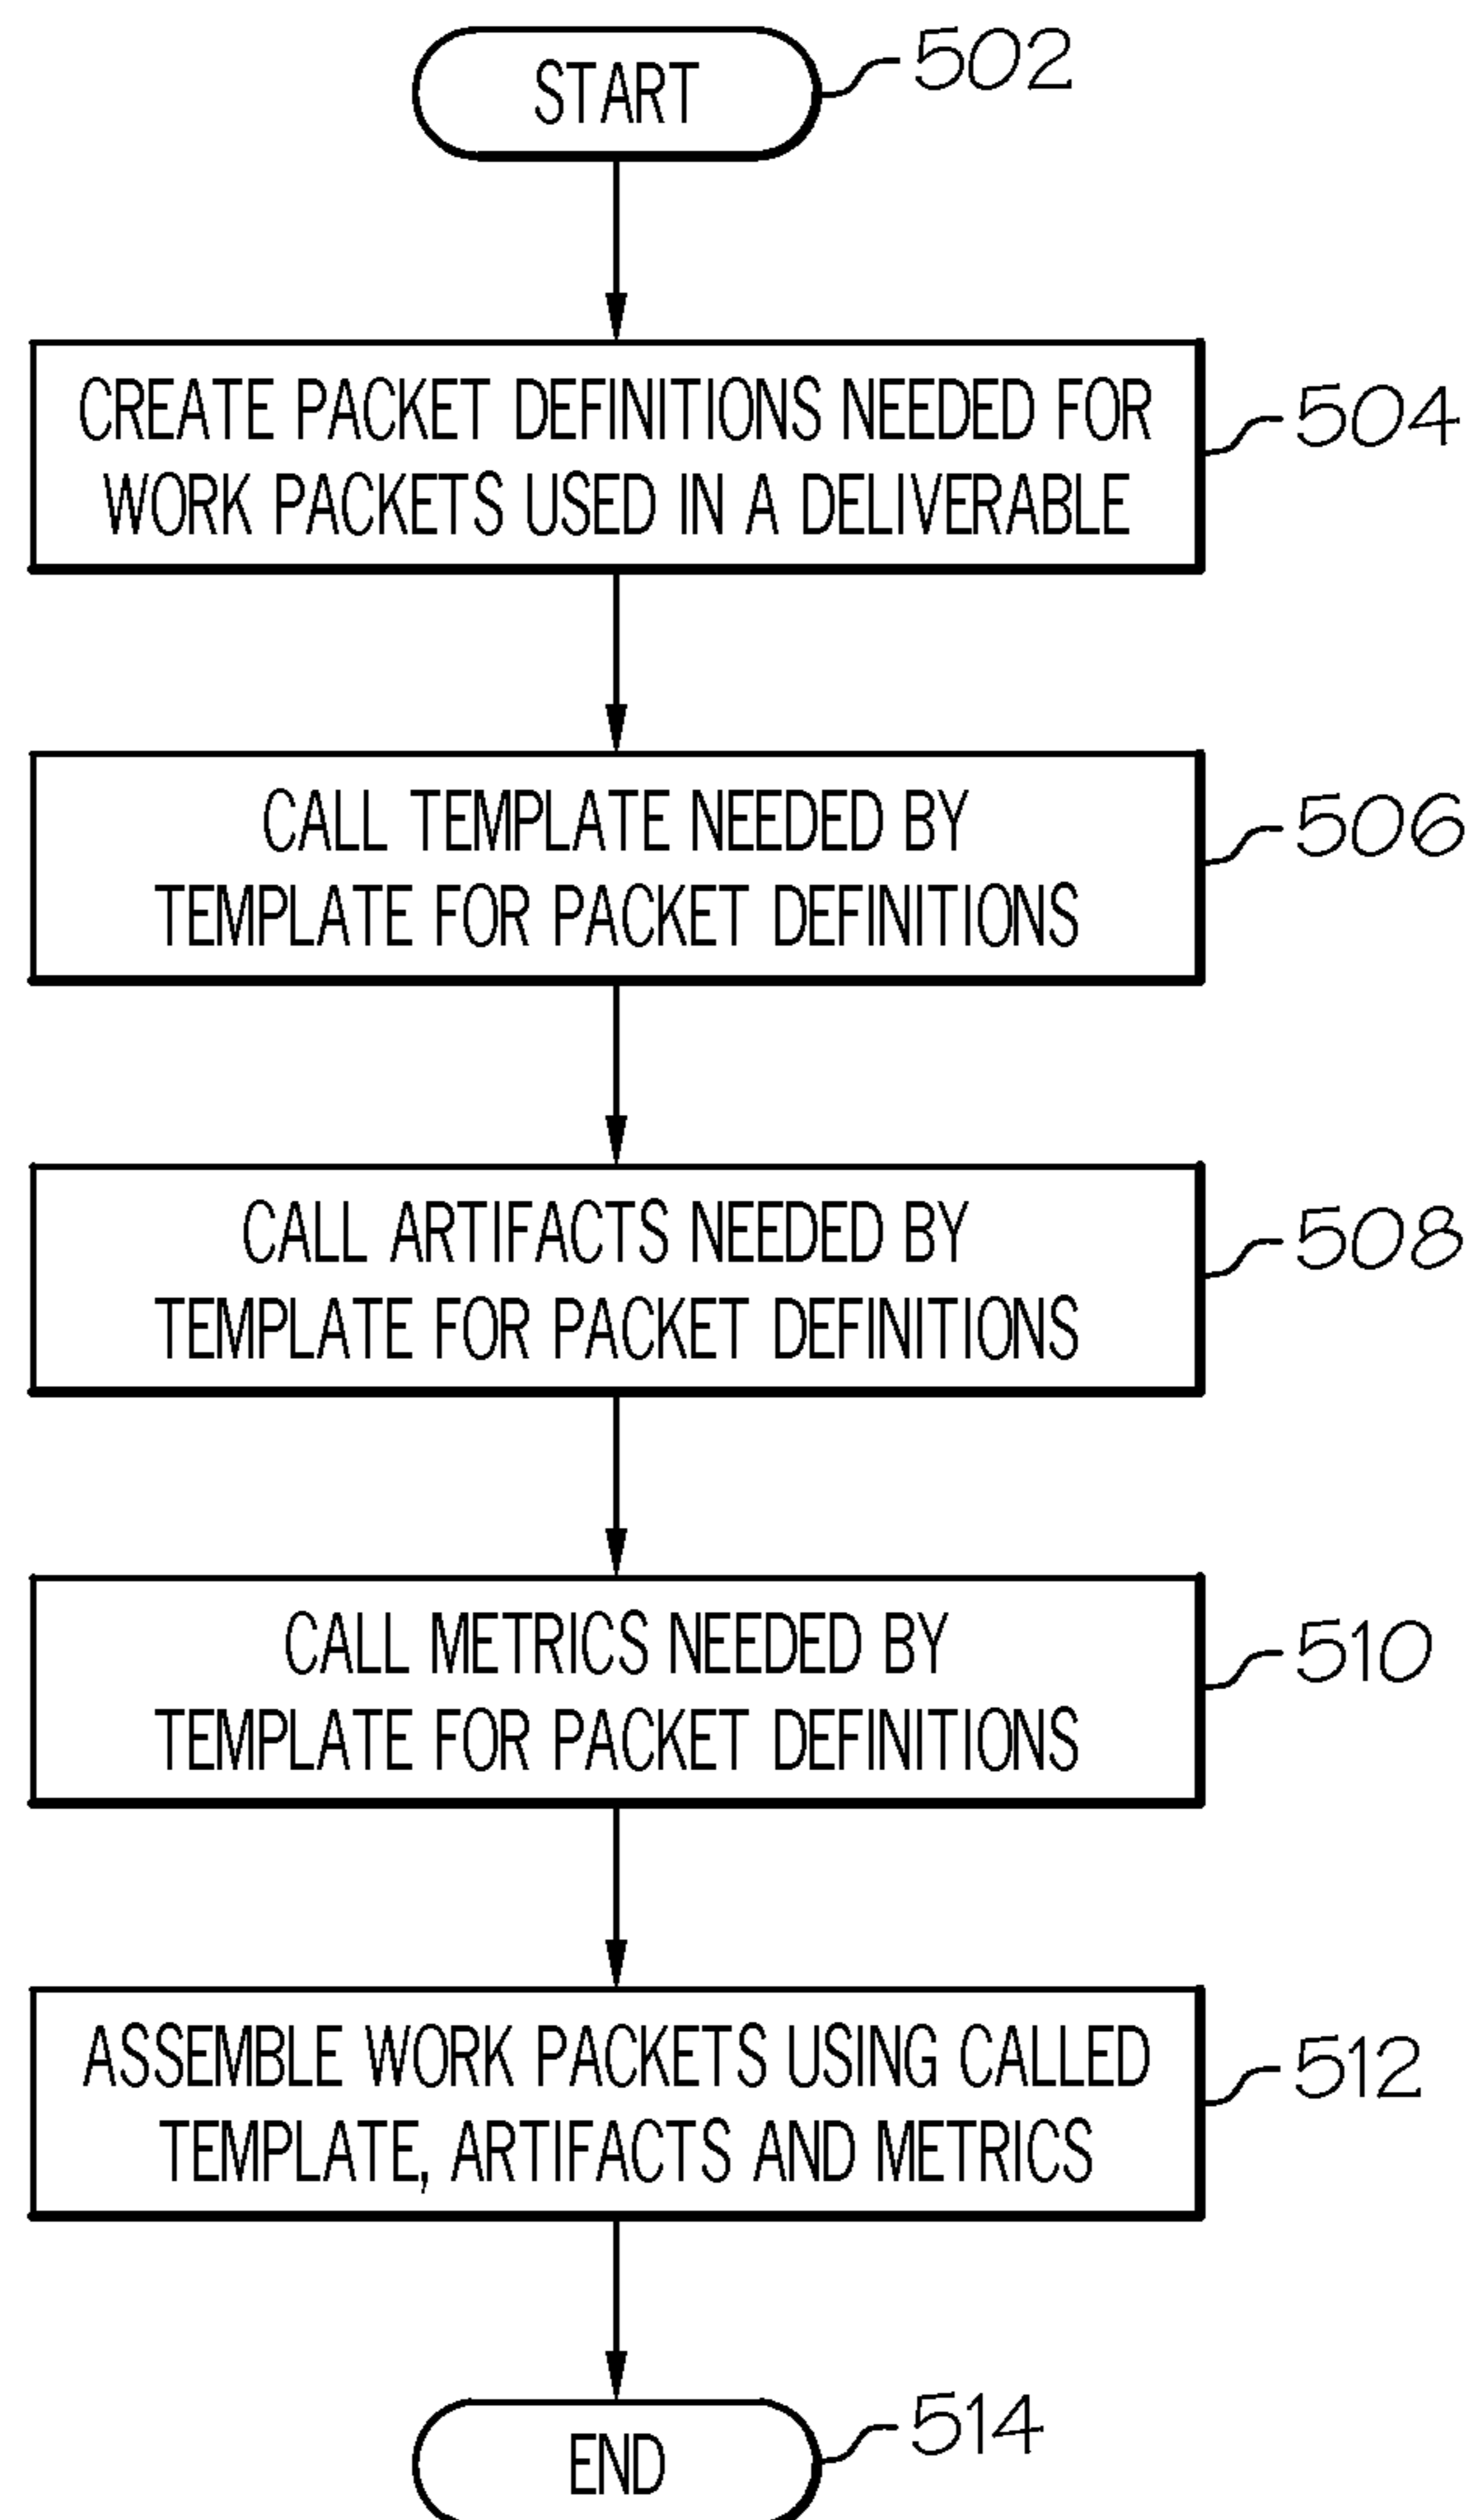 START
502
CREATE PACKET DEFINITIONS NEEDED FOR
WORK PACKETS USED IN A DELIVERABLE
504
CALL TEMPLATE NEEDED BY
TEMPLATE FOR PACKET DEFINITIONS
506
CALL ARTIFACTS NEEDED BY
TEMPLATE FOR PACKET DEFINITIONS
508
CALL METRICS NEEDED BY
TEMPLATE FOR PACKET DEFINITIONS
510
ASSEMBLE WORK PACKETS USING CALLED
TEMPLATE, ARTIFACTS AND METRICS
512
END
514